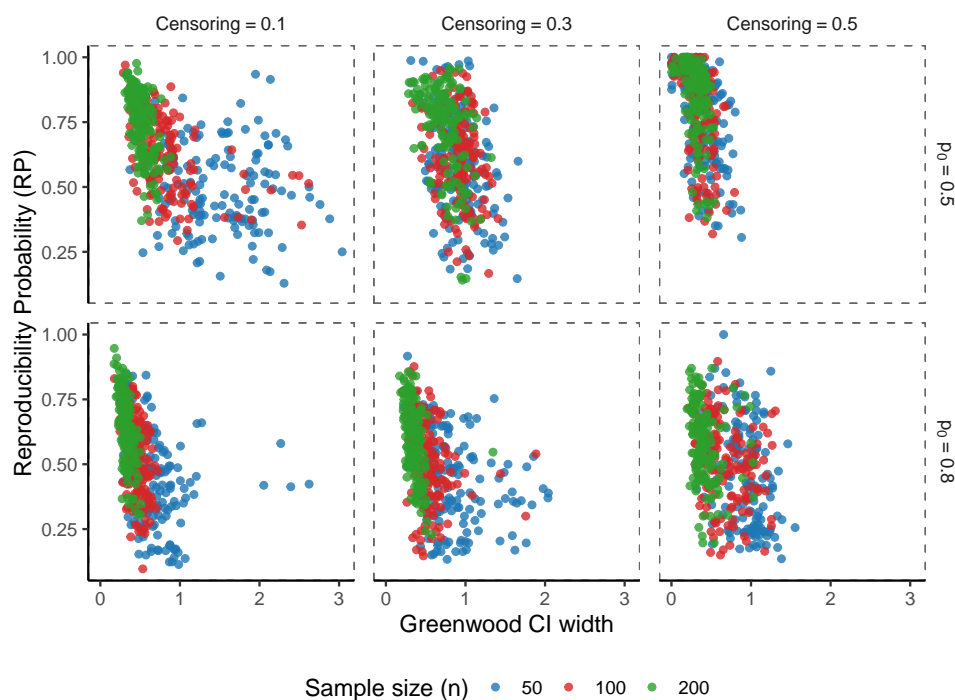 Censoring = 0.1 Censoring = 0.3 Censoring = 0.5
Reproducibility Probability (RP)
1.00
0.75
0.50
0.25
p₀ = 0.5
1.00
0.75
0.50
0.25
p₀ = 0.8
0 1 2 3 0 1 2 3 0 1 2 3
Greenwood CI width
Sample size (n) 50 100 200